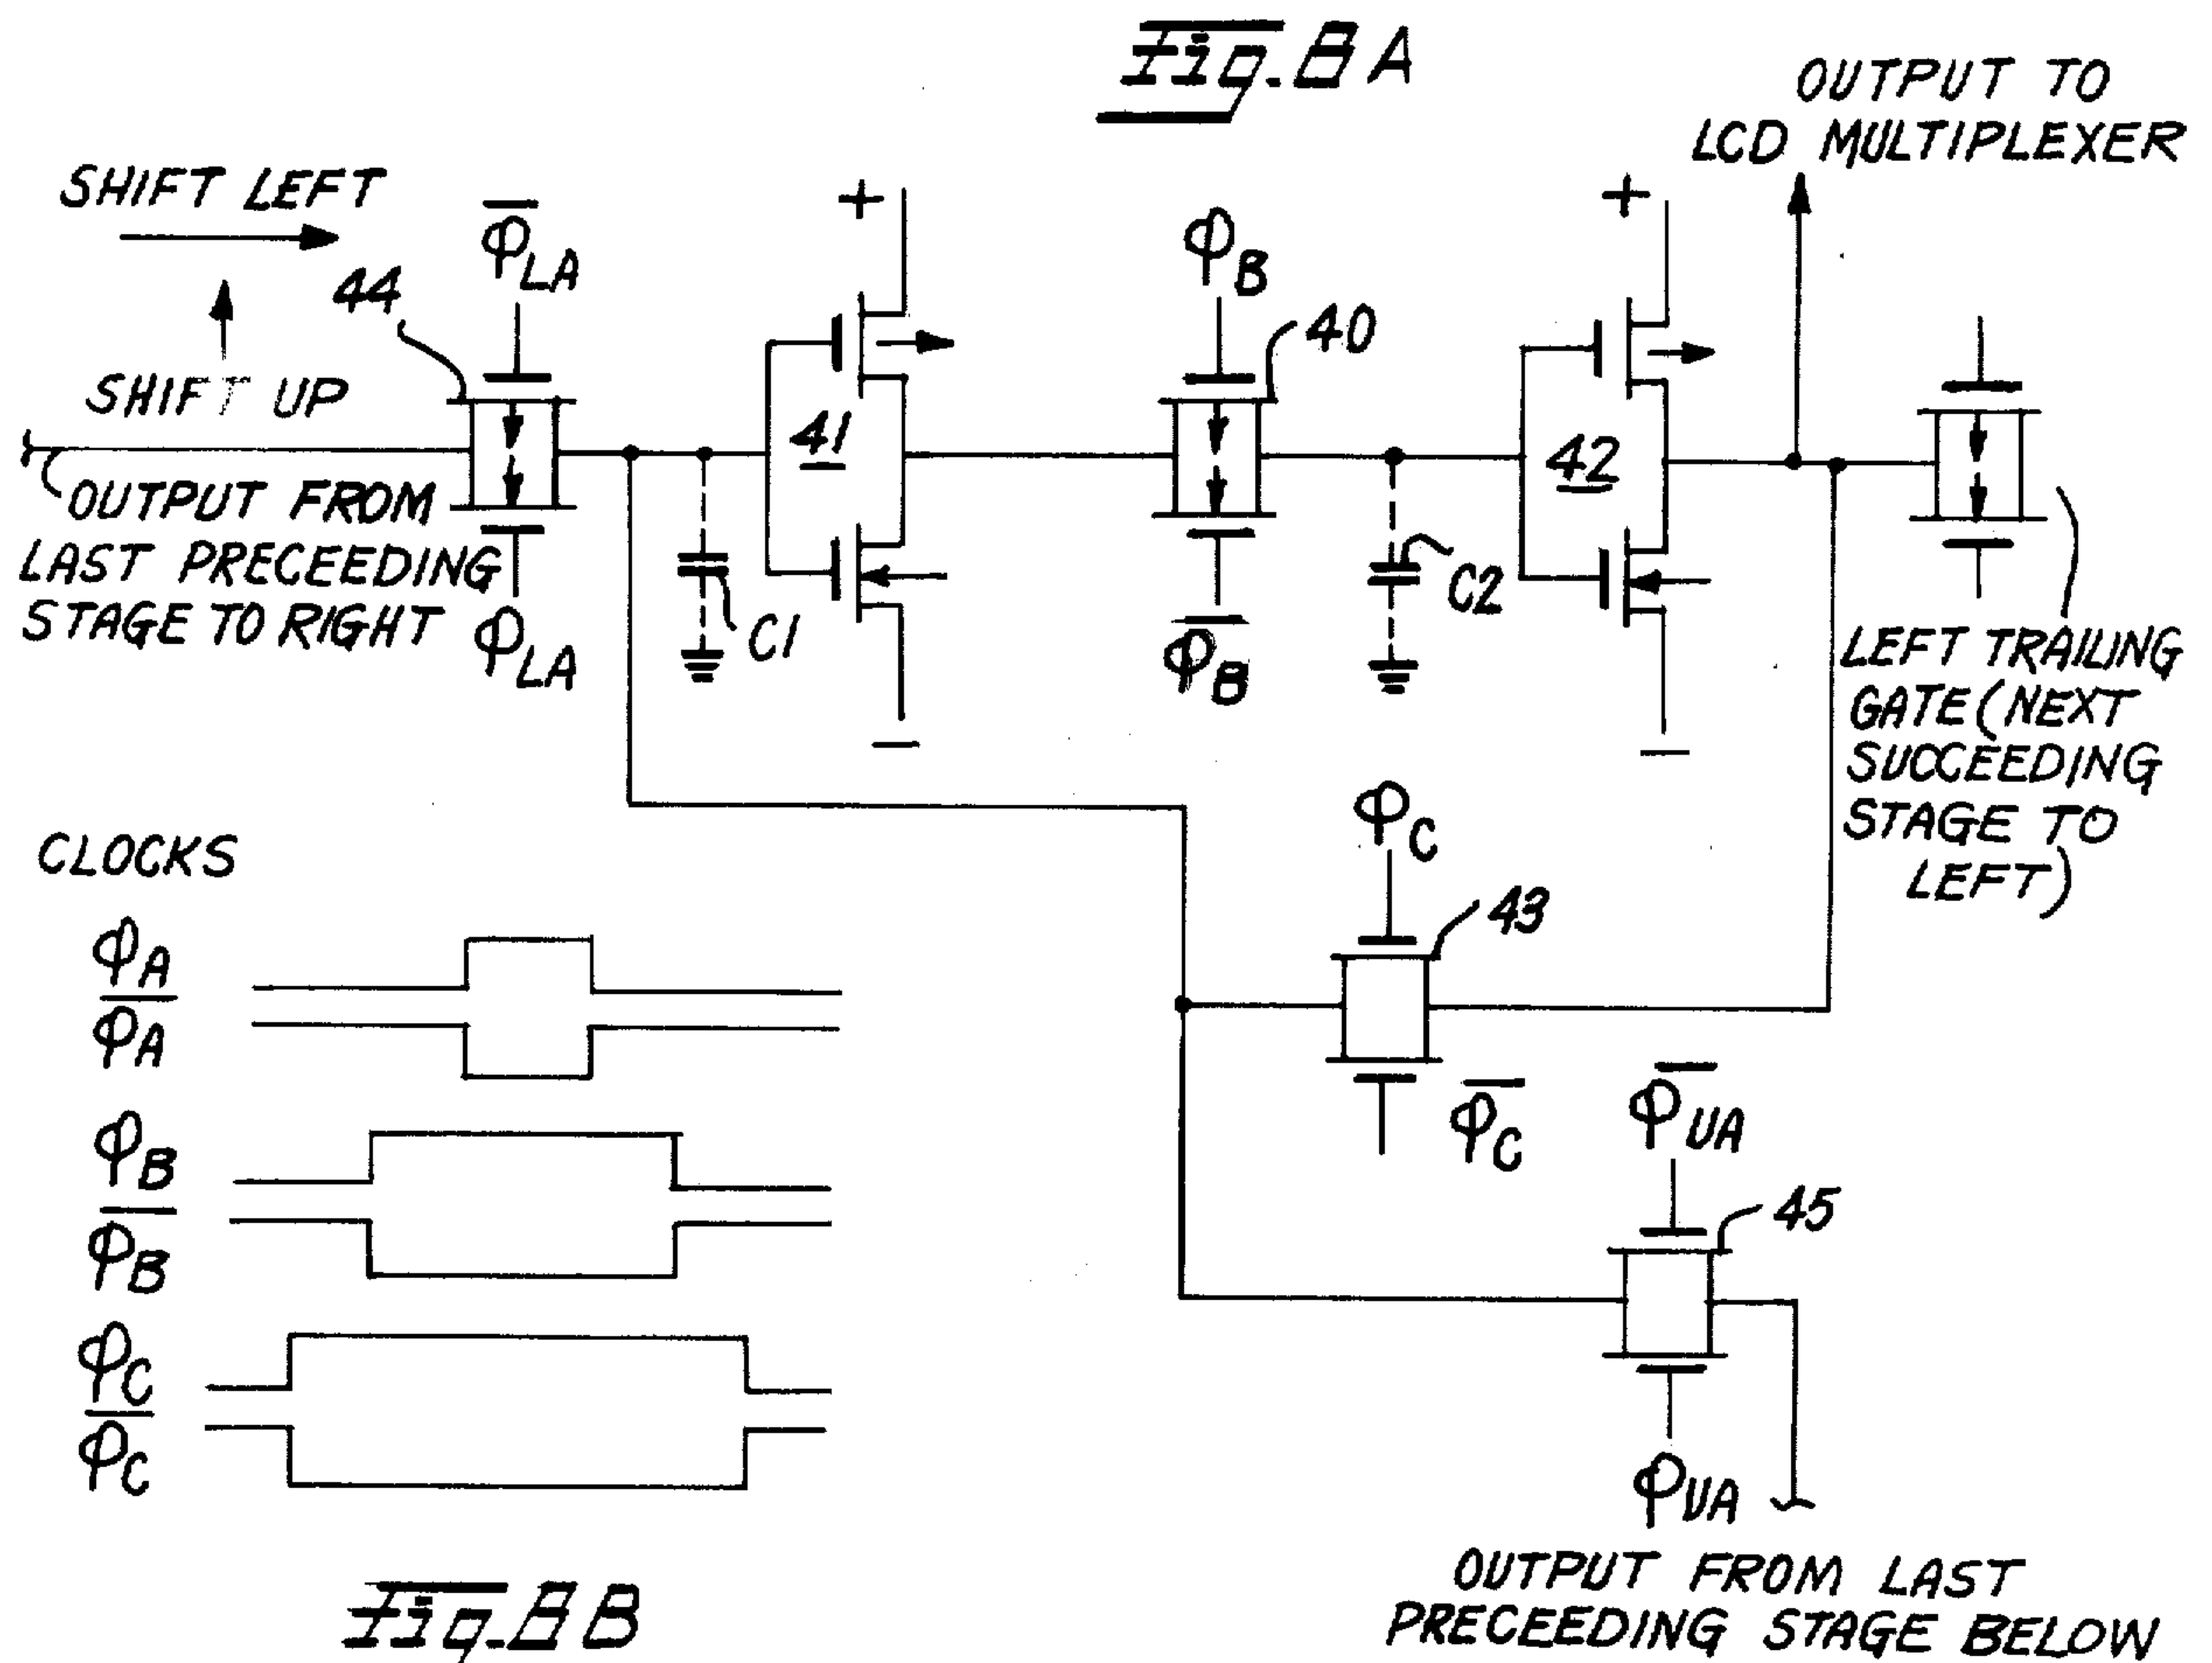 Fig. 8A
OUTPUT TO
LCD MULTIPLEXER
SHIFT LEFT
SHIFT UP
44
Φ̅LA
ΦLA
+
41
−
C1
ΦB
40
Φ̅B
C2
+
42
−
OUTPUT FROM
LAST PRECEEDING
STAGE TO RIGHT
LEFT TRAILING
GATE (NEXT
SUCCEEDING
STAGE TO
LEFT)
ΦC
43
Φ̅C
Φ̅UA
45
ΦUA
OUTPUT FROM LAST
PRECEEDING STAGE BELOW
CLOCKS
ΦA
Φ̅A
ΦB
Φ̅B
ΦC
Φ̅C
Fig. 8B